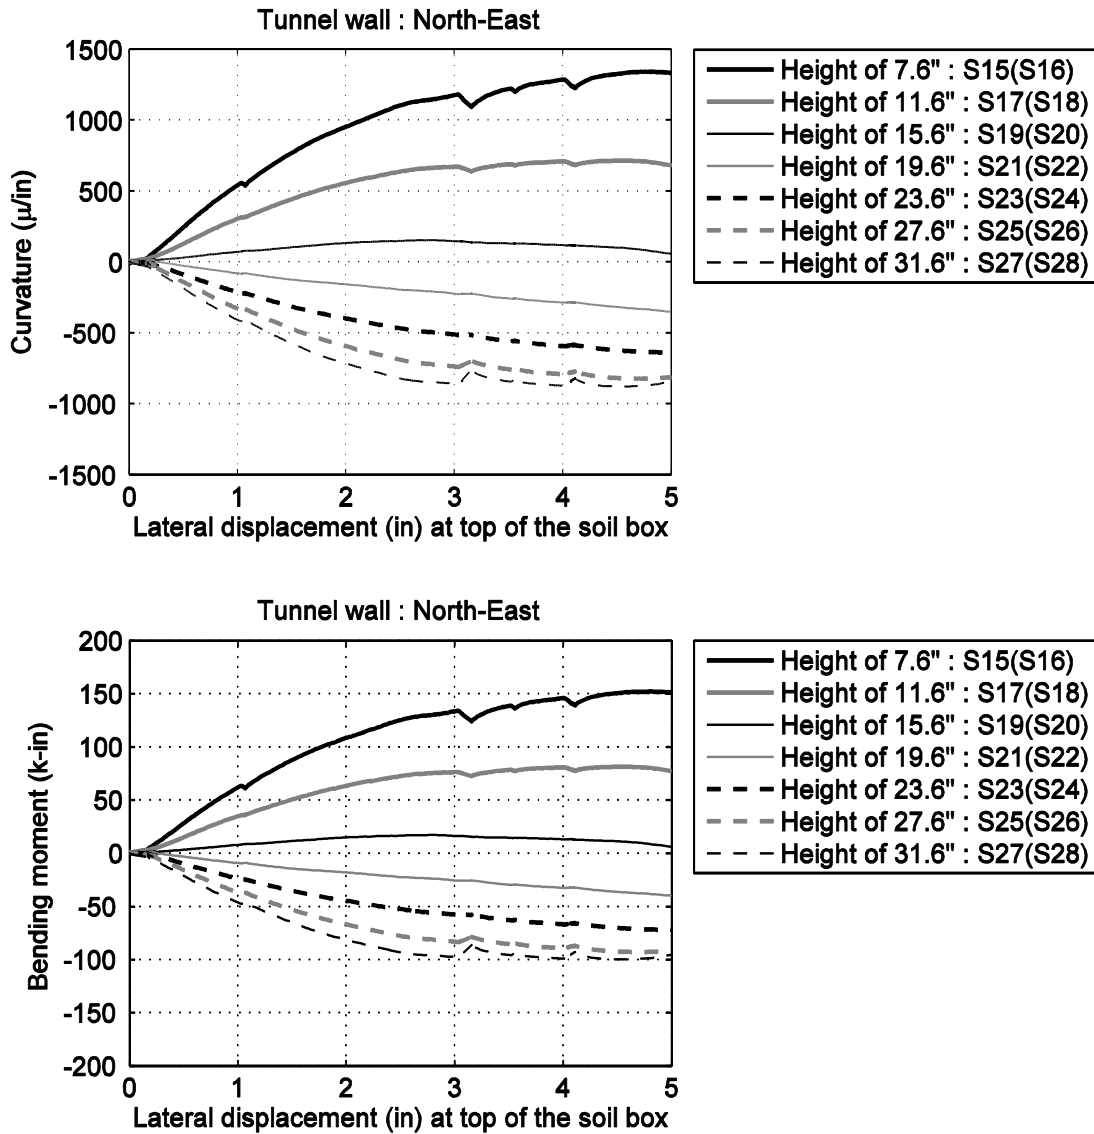 Tunnel wall : North-East
1500
1000
500
0
-500
-1000
-1500
Curvature (μ/in)
0 1 2 3 4 5
Lateral displacement (in) at top of the soil box
Height of 7.6" : S15(S16)
Height of 11.6" : S17(S18)
Height of 15.6" : S19(S20)
Height of 19.6" : S21(S22)
Height of 23.6" : S23(S24)
Height of 27.6" : S25(S26)
Height of 31.6" : S27(S28)
Tunnel wall : North-East
200
150
100
50
0
-50
-100
-150
-200
Bending moment (k-in)
0 1 2 3 4 5
Lateral displacement (in) at top of the soil box
Height of 7.6" : S15(S16)
Height of 11.6" : S17(S18)
Height of 15.6" : S19(S20)
Height of 19.6" : S21(S22)
Height of 23.6" : S23(S24)
Height of 27.6" : S25(S26)
Height of 31.6" : S27(S28)